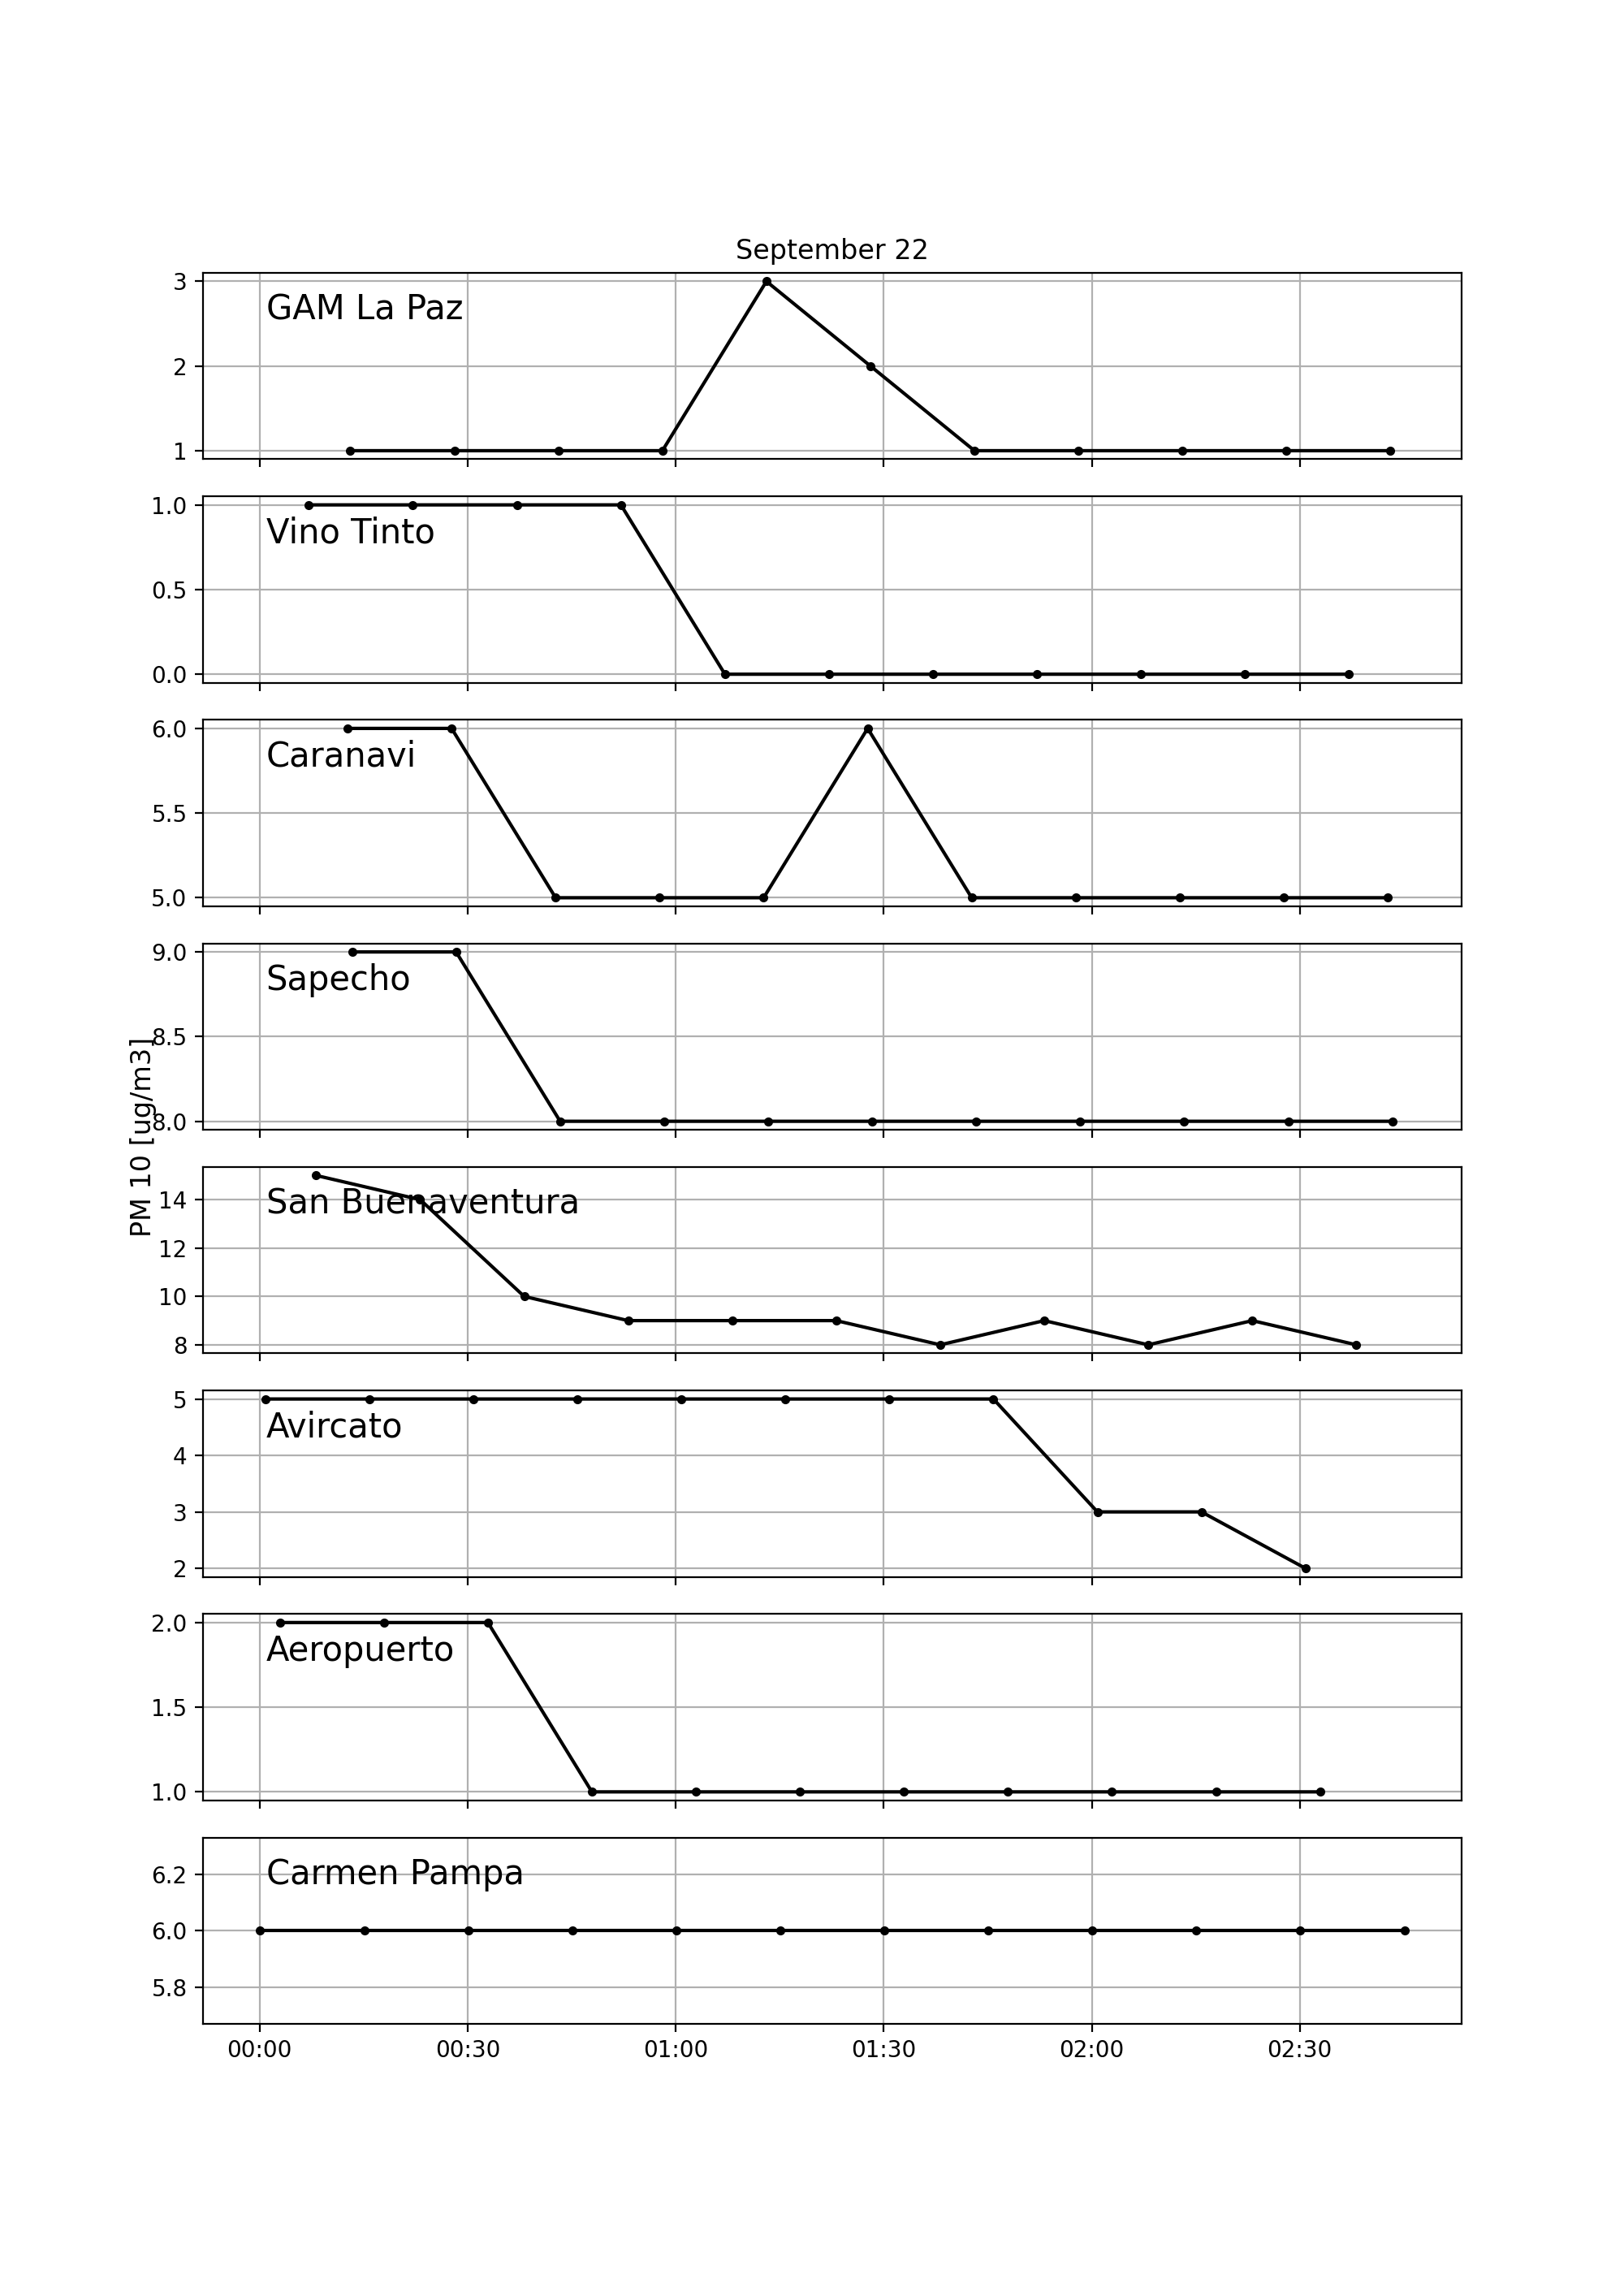 September 22
3
GAM La Paz
2
1
1.0
Vino Tinto
0.5
0.0
6.0
Caranavi
5.5
5.0
9.0
Sapecho
8.5
8.0
PM 10 [ug/m3]
14
San Buenaventura
12
10
8
5
Avircato
4
3
2
2.0
Aeropuerto
1.5
1.0
6.2
Carmen Pampa
6.0
5.8
00:00 00:30 01:00 01:30 02:00 02:30